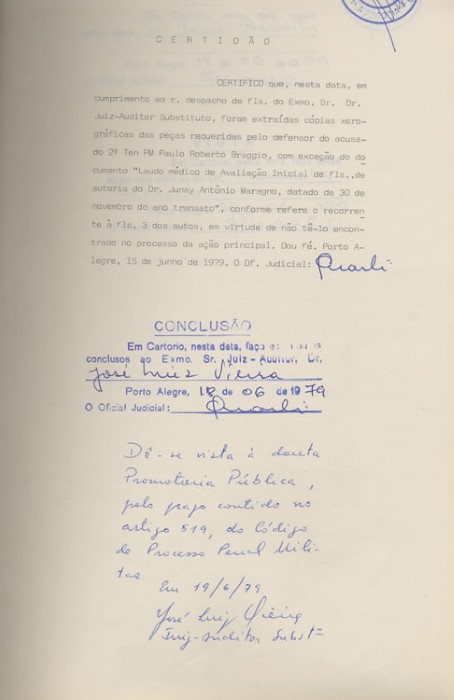 C E R T I D Ã O
CERTIFICO que, nesta data, em
cumprimento ao r. despacho de fls. do Exmo. Sr. Dr.
Juiz-Auditor Substituto, foram extraídas cópias xero-
gráficas das peças requeridas pelo defensor do acusa-
do 2º Ten PM Paulo Roberto Braggio, com exceção do do
cumento "Laudo médico de Avaliação Inicial de fls.,de
autoria do Dr. Junay Antônio Maragno, datado de 30 de
novembro do ano transato", conforme refere o recorren
te à fls. 3 dos autos, em virtude de não tê-lo encon-
trado no processo da ação principal. Dou fé. Porto A-
legre, 15 de junho de 1979. O Of. Judicial:
CONCLUSÃO
Em Cartorio, nesta data, faço
conclusos ao Exmo. Sr. Juiz-Auditor, Dr.
José Luiz Vieira
Porto Alegre, 18 de 06 de 1979
O Oficial Judicial:
Dê-se vista à douta
Promotoria Pública,
pelo prazo contido no
artigo 519, do Código
de Processo Penal Mili-
tar.
Em 19/6/79
José Luiz Vieira
Juiz-Auditor Subst=